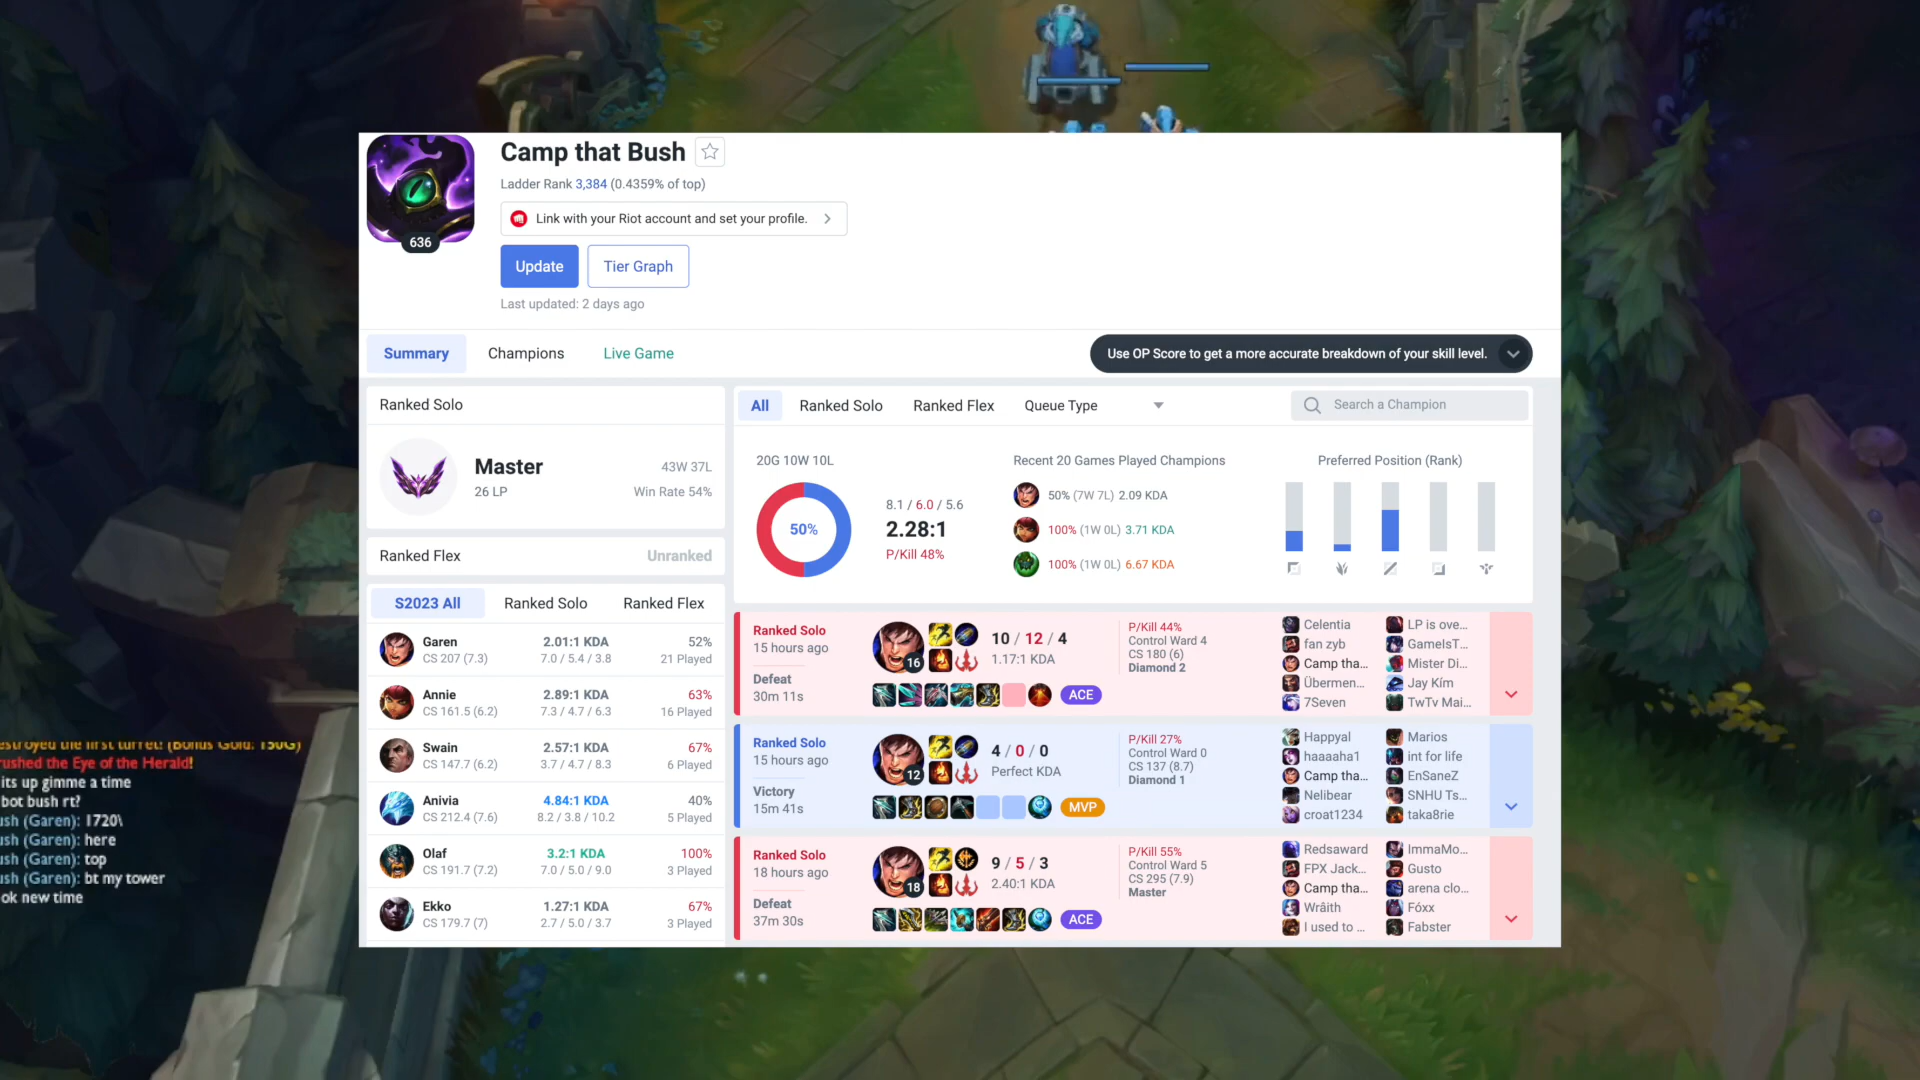 Camp that Bush
Ladder Rank 3,384 (0.4359% of top)
Link with your Riot account and set your profile.
636
Update
Tier Graph
Last updated: 2 days ago
Summary
Champions
Live Game
Use OP Score to get a more accurate breakdown of your skill level.
Ranked Solo
Master
26 LP
43W 37L
Win Rate 54%
Ranked Flex
Unranked
S2023 All
Ranked Solo
Ranked Flex
Garen
CS 207 (7.3)
2.01:1 KDA
7.0 / 5.4 / 3.8
52%
21 Played
Annie
CS 161.5 (6.2)
2.89:1 KDA
7.3 / 4.7 / 6.3
63%
16 Played
Swain
CS 147.7 (6.2)
2.57:1 KDA
3.7 / 4.7 / 8.3
67%
6 Played
Anivia
CS 212.4 (7.6)
4.84:1 KDA
8.2 / 3.8 / 10.2
40%
5 Played
Olaf
CS 191.7 (7.2)
3.2:1 KDA
7.0 / 5.0 / 9.0
100%
3 Played
Ekko
CS 179.7 (7)
1.27:1 KDA
2.7 / 5.0 / 3.7
67%
3 Played
All
Ranked Solo
Ranked Flex
Queue Type
Search a Champion
20G 10W 10L
50%
8.1 / 6.0 / 5.6
2.28:1
P/Kill 48%
Recent 20 Games Played Champions
50% (7W 7L) 2.09 KDA
100% (1W 0L) 3.71 KDA
100% (1W 0L) 6.67 KDA
Preferred Position (Rank)
Ranked Solo
15 hours ago
Defeat
30m 11s
16
10 / 12 / 4
1.17:1 KDA
ACE
P/Kill 44%
Control Ward 4
CS 180 (6)
Diamond 2
Celentia
fan zyb
Camp tha...
Übermen...
7Seven
LP is ove...
GameIsT...
Mister Di...
Jay Kím
TwTv Mai...
Ranked Solo
15 hours ago
Victory
15m 41s
12
4 / 0 / 0
Perfect KDA
MVP
P/Kill 27%
Control Ward 0
CS 137 (8.7)
Diamond 1
Happyal
haaaaha1
Camp tha...
Nelibear
croat1234
Marios
int for life
EnSaneZ
SNHU Ts...
taka8rie
Ranked Solo
18 hours ago
Defeat
37m 30s
18
9 / 5 / 3
2.40:1 KDA
ACE
P/Kill 55%
Control Ward 5
CS 295 (7.9)
Master
Redsaward
FPX Jack...
Camp tha...
Wrâith
I used to ...
ImmaMo...
Gusto
arena clo...
Fóxx
Fabster
estroyed the first turret! (Bonus Gold: 150G)
rushed the Eye of the Herald!
its up gimme a time
bot bush rt?
ush (Garen): 1720\
ush (Garen): here
ush (Garen): top
ush (Garen): bt my tower
ok new time